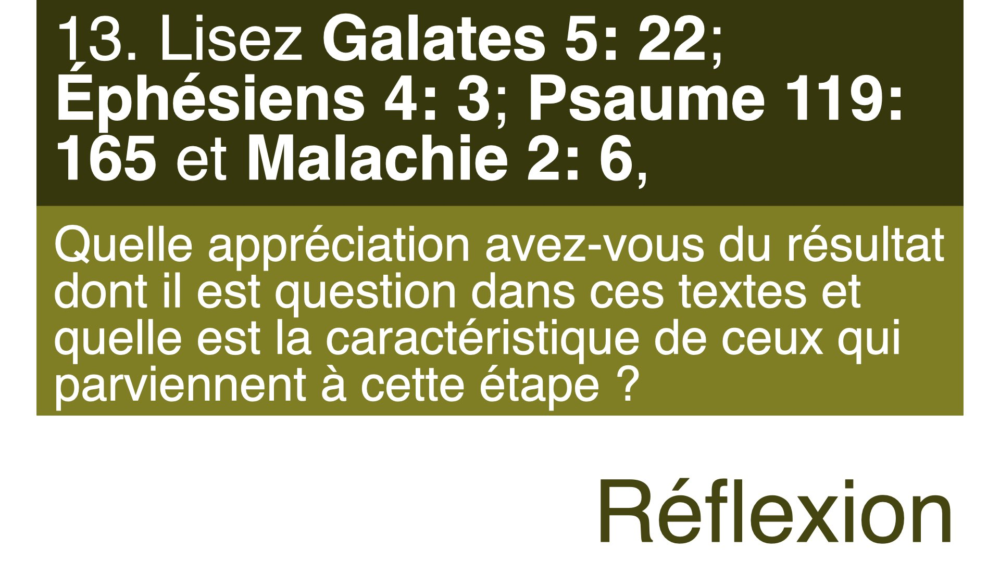 13. Lisez Galates 5: 22;
Éphésiens 4: 3; Psaume 119:
165 et Malachie 2: 6,
Quelle appréciation avez-vous du résultat
dont il est question dans ces textes et
quelle est la caractéristique de ceux qui
parviennent à cette étape ?
Réflexion